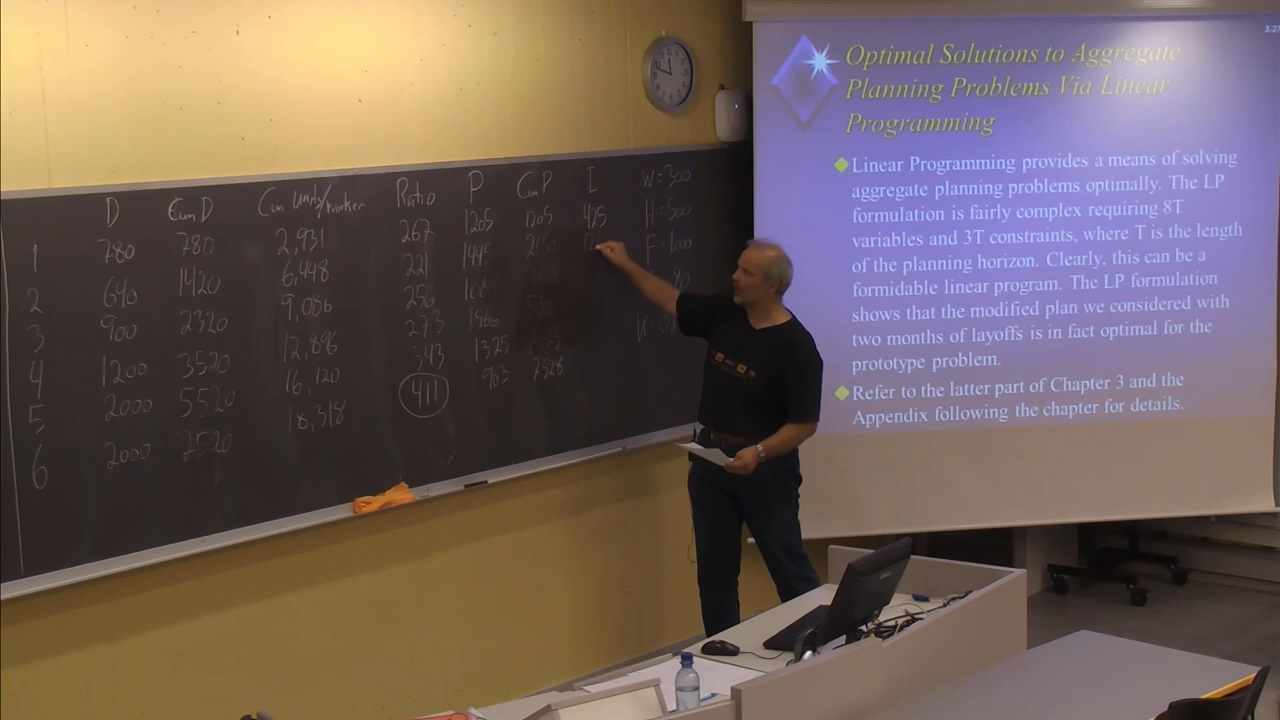 D Cum D Cum Units/worker Ratio P Cum P I
1 780 780 2,931 267 1205 1205 425
2 640 1420 6,448 221
3 900 2320 9,086 256
4 1200 3520 12,896 273 1566
5 2000 5520 16,120 343 1325
6 2000 2520 18,318 411 903 7528
W=300
H=500
F=1000
80
3-27
Optimal Solutions to Aggregate
Planning Problems Via Linear
Programming
Linear Programming provides a means of solving
aggregate planning problems optimally. The LP
formulation is fairly complex requiring 8T
variables and 3T constraints, where T is the length
of the planning horizon. Clearly, this can be a
formidable linear program. The LP formulation
shows that the modified plan we considered with
two months of layoffs is in fact optimal for the
prototype problem.
Refer to the latter part of Chapter 3 and the
Appendix following the chapter for details.